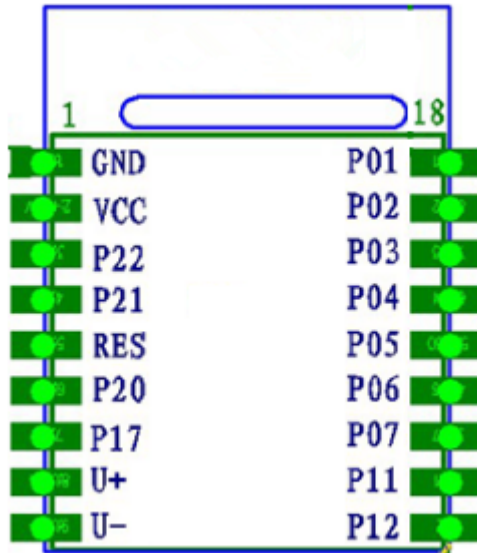 1 18
GND P01
VCC P02
P22 P03
P21 P04
RES P05
P20 P06
P17 P07
U+ P11
U- P12